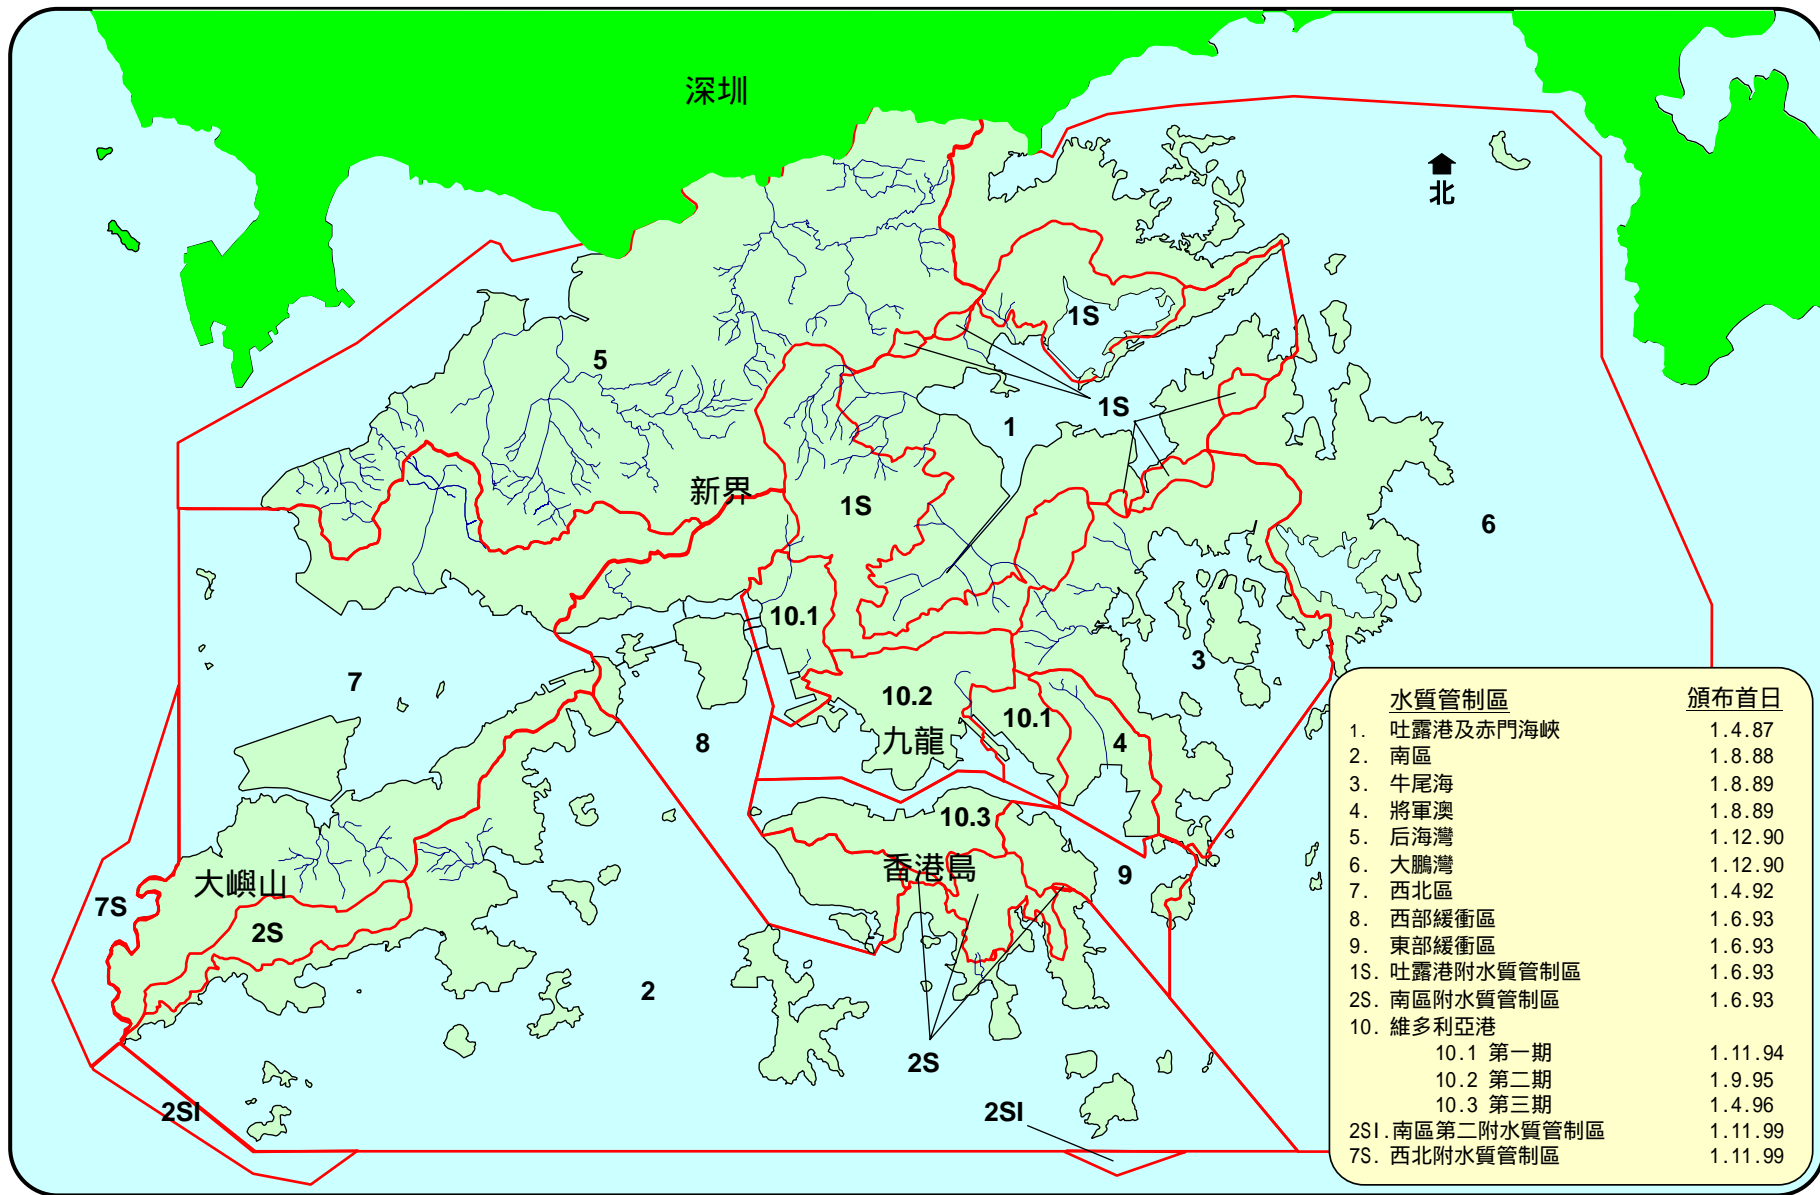 深圳
北
1S
5
1S
1
新界
1S
6
10.1
3
7
10.2
10.1
8
九龍
4
10.3
大嶼山
香港島
9
7S
2S
2
2S
2SI
2SI
水質管制區 頒布首日
1. 吐露港及赤門海峽 1.4.87
2. 南區 1.8.88
3. 牛尾海 1.8.89
4. 將軍澳 1.8.89
5. 后海灣 1.12.90
6. 大鵬灣 1.12.90
7. 西北區 1.4.92
8. 西部緩衝區 1.6.93
9. 東部緩衝區 1.6.93
1S. 吐露港附水質管制區 1.6.93
2S. 南區附水質管制區 1.6.93
10. 維多利亞港
10.1 第一期 1.11.94
10.2 第二期 1.9.95
10.3 第三期 1.4.96
2SI.南區第二附水質管制區 1.11.99
7S. 西北附水質管制區 1.11.99